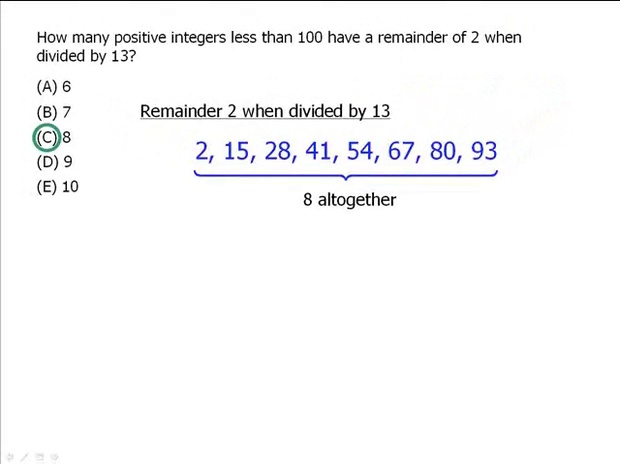 How many positive integers less than 100 have a remainder of 2 when
divided by 13?
(A) 6
(B) 7
(C) 8
(D) 9
(E) 10
Remainder 2 when divided by 13
2, 15, 28, 41, 54, 67, 80, 93
8 altogether